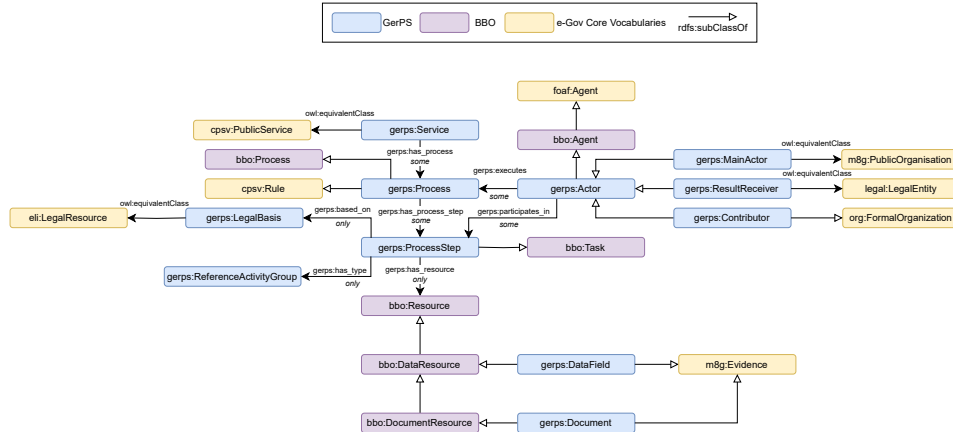 GerPS
BBO
e-Gov Core Vocabularies
rdfs:subClassOf
foaf:Agent
owl:equivalentClass
cpsv:PublicService
gerps:Service
bbo:Agent
owl:equivalentClass
gerps:has_process
some
bbo:Process
gerps:MainActor
m8g:PublicOrganisation
gerps:executes
owl:equivalentClass
cpsv:Rule
gerps:Process
some
gerps:Actor
gerps:ResultReceiver
legal:LegalEntity
owl:equivalentClass
eli:LegalResource
gerps:LegalBasis
gerps:based_on
only
gerps:has_process_step
some
gerps:participates_in
some
gerps:Contributor
org:FormalOrganization
gerps:ProcessStep
bbo:Task
gerps:ReferenceActivityGroup
gerps:has_type
only
gerps:has_resource
only
bbo:Resource
bbo:DataResource
gerps:DataField
m8g:Evidence
bbo:DocumentResource
gerps:Document